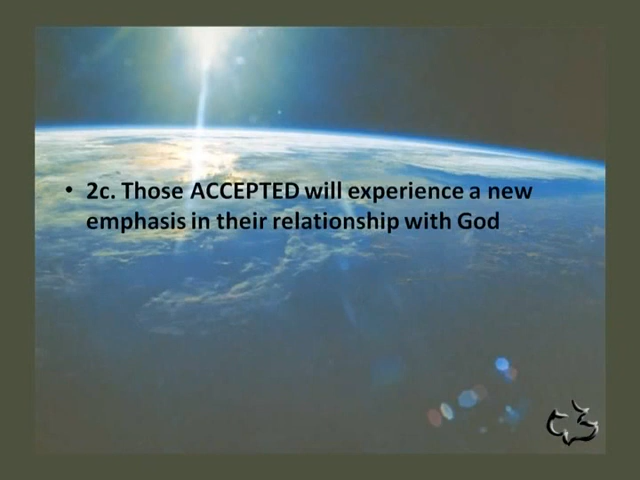 • 2c. Those ACCEPTED will experience a new
emphasis in their relationship with God